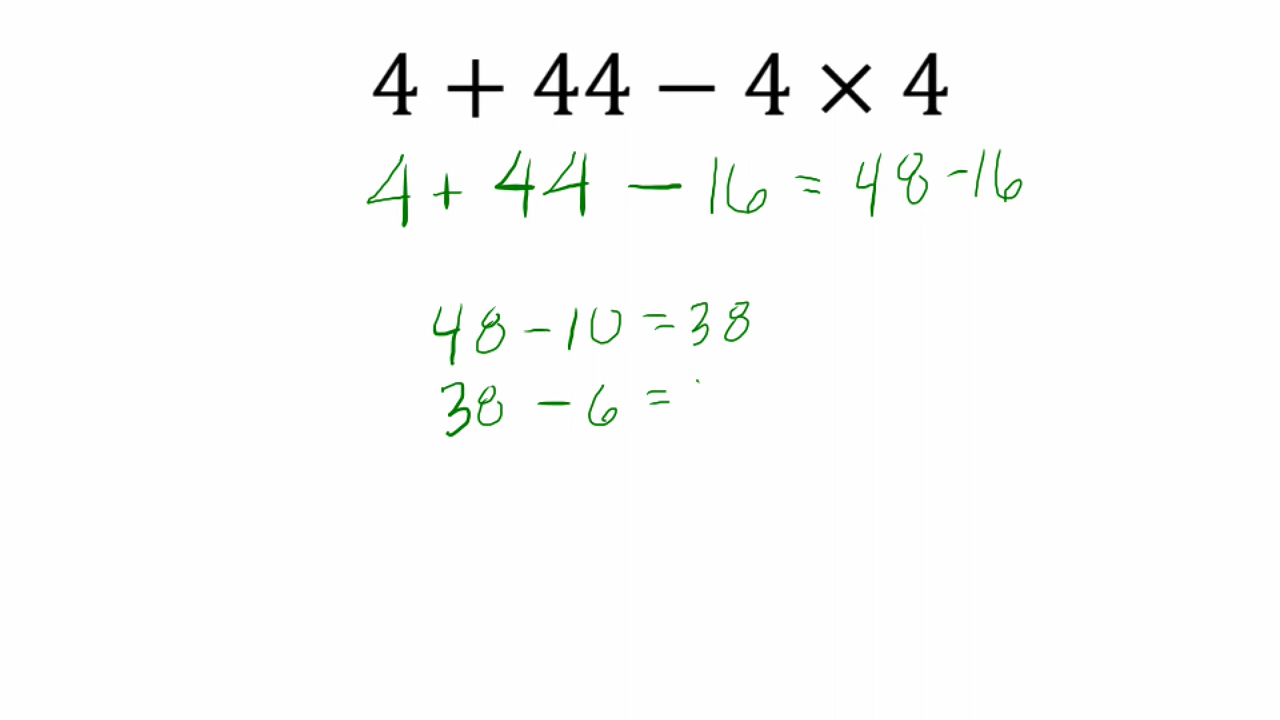 4 + 44 − 4 × 4
4 + 44 − 16 = 48 − 16
48 − 10 = 38
38 − 6 =